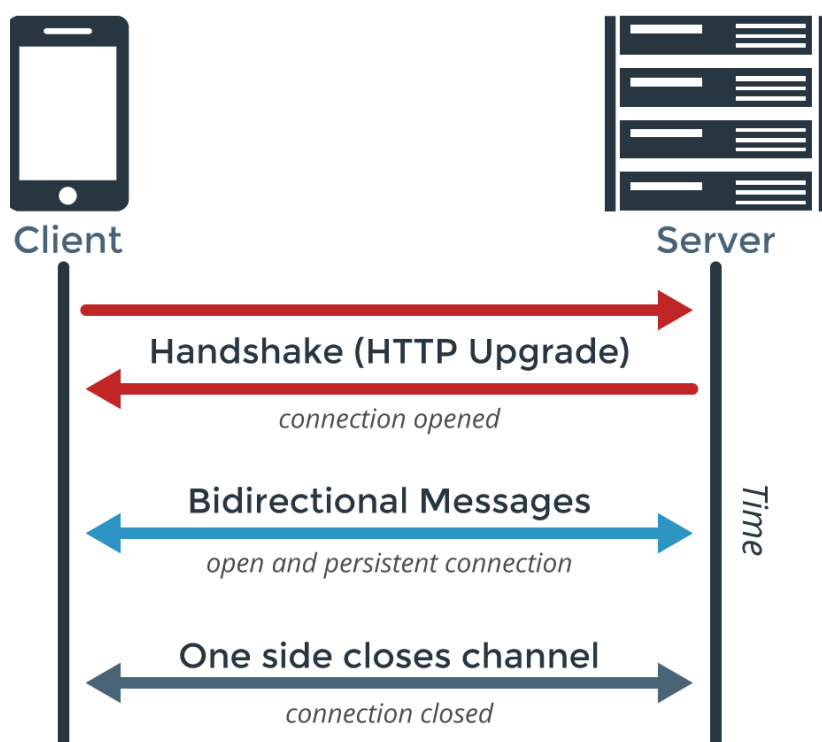 Client
Server
Handshake (HTTP Upgrade)
connection opened
Bidirectional Messages
open and persistent connection
Time
One side closes channel
connection closed